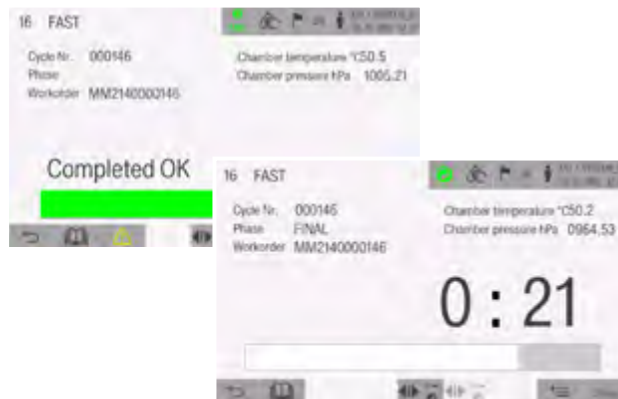 16 FAST
Cycle Nr. 000146
Phase
Workorder MM2140000146
Chamber temperature °C50.5
Chamber pressure hPa 1005.21
Completed OK
16 FAST
Cycle Nr. 000146
Phase FINAL
Workorder MM2140000146
Chamber temperature °C50.2
Chamber pressure hPa 0964.53
0 : 21